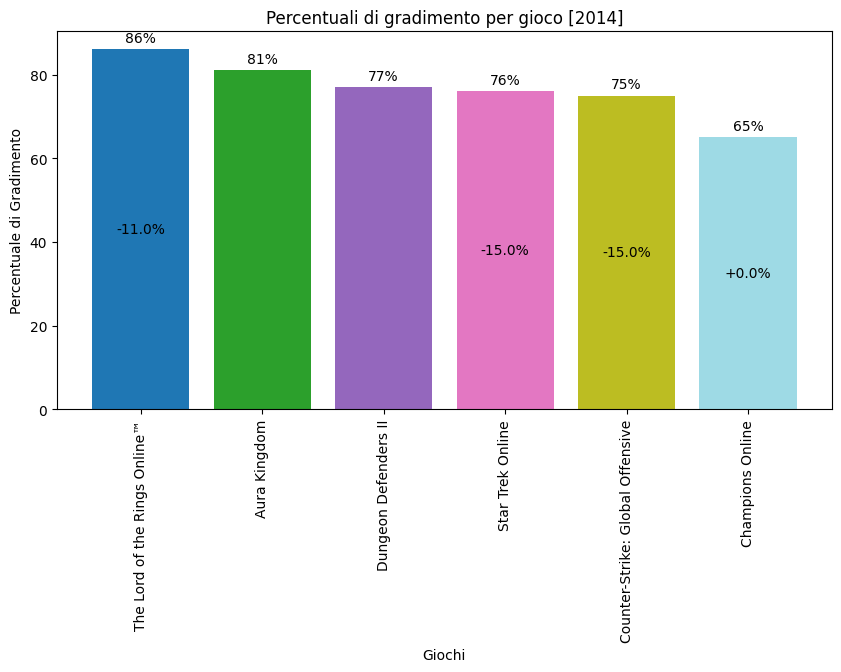 Percentuali di gradimento per gioco [2014]
Percentuale di Gradimento
80
60
40
20
0
86%
81%
77%
76%
75%
65%
-11.0%
-15.0%
-15.0%
+0.0%
The Lord of the Rings Online™
Aura Kingdom
Dungeon Defenders II
Star Trek Online
Counter-Strike: Global Offensive
Champions Online
Giochi